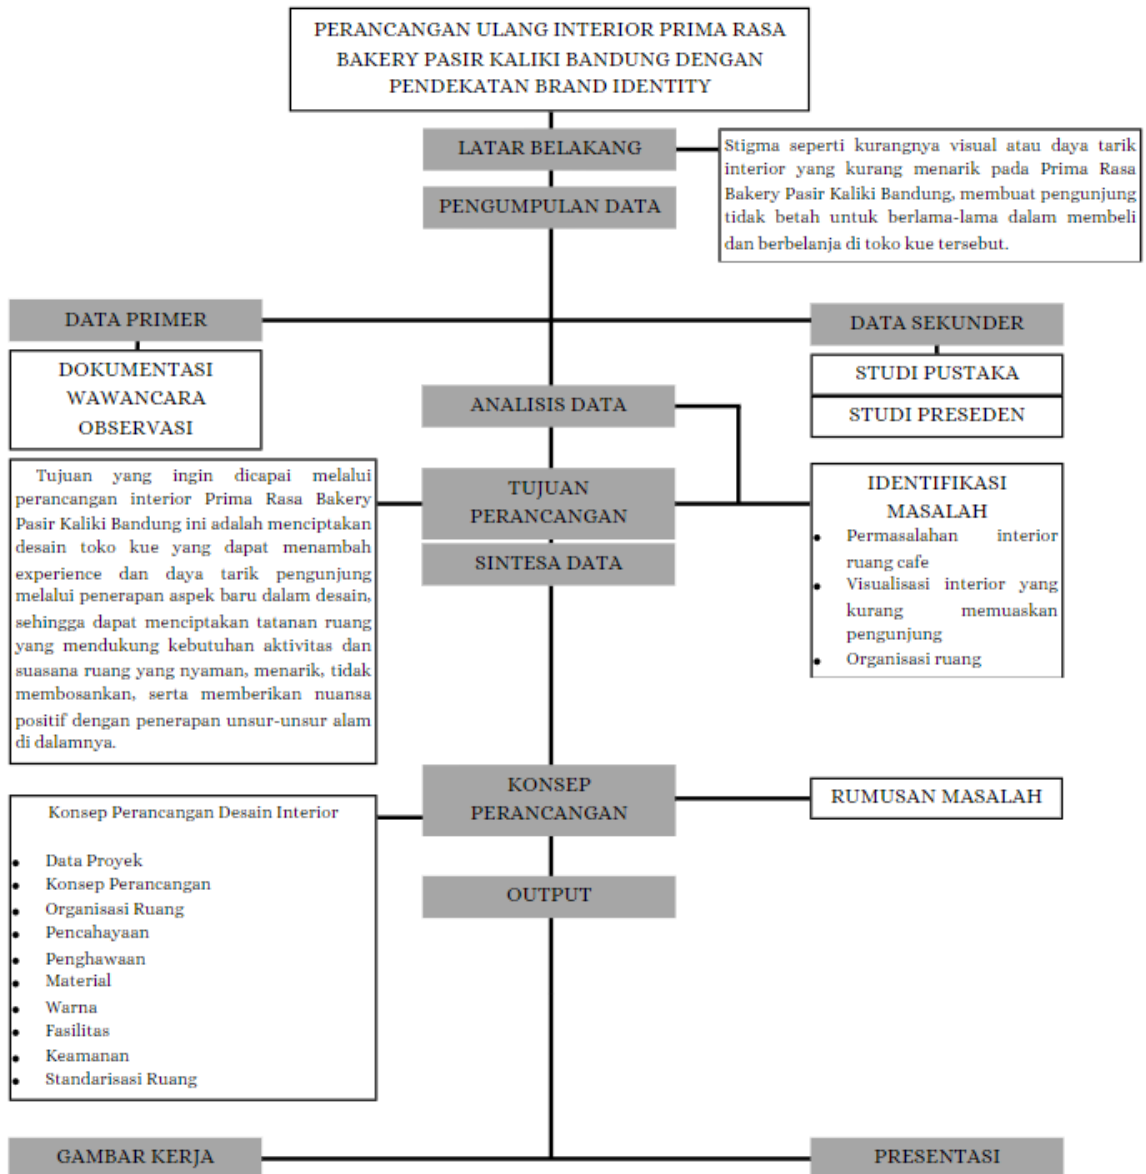 PERANCANGAN ULANG INTERIOR PRIMA RASA
BAKERY PASIR KALIKI BANDUNG DENGAN
PENDEKATAN BRAND IDENTITY
LATAR BELAKANG
Stigma seperti kurangnya visual atau daya tarik
interior yang kurang menarik pada Prima Rasa
Bakery Pasir Kaliki Bandung, membuat pengunjung
tidak betah untuk berlama-lama dalam membeli
dan berbelanja di toko kue tersebut.
PENGUMPULAN DATA
DATA PRIMER
DOKUMENTASI
WAWANCARA
OBSERVASI
DATA SEKUNDER
STUDI PUSTAKA
STUDI PRESEDEN
ANALISIS DATA
Tujuan yang ingin dicapai melalui
perancangan interior Prima Rasa Bakery
Pasir Kaliki Bandung ini adalah menciptakan
desain toko kue yang dapat menambah
experience dan daya tarik pengunjung
melalui penerapan aspek baru dalam desain,
sehingga dapat menciptakan tatanan ruang
yang mendukung kebutuhan aktivitas dan
suasana ruang yang nyaman, menarik, tidak
membosankan, serta memberikan nuansa
positif dengan penerapan unsur-unsur alam
di dalamnya.
TUJUAN
PERANCANGAN
SINTESA DATA
IDENTIFIKASI
MASALAH
• Permasalahan interior
ruang cafe
• Visualisasi interior yang
kurang memuaskan
pengunjung
• Organisasi ruang
KONSEP
PERANCANGAN
RUMUSAN MASALAH
Konsep Perancangan Desain Interior
• Data Proyek
• Konsep Perancangan
• Organisasi Ruang
• Pencahayaan
• Penghawaan
• Material
• Warna
• Fasilitas
• Keamanan
• Standarisasi Ruang
OUTPUT
GAMBAR KERJA
PRESENTASI